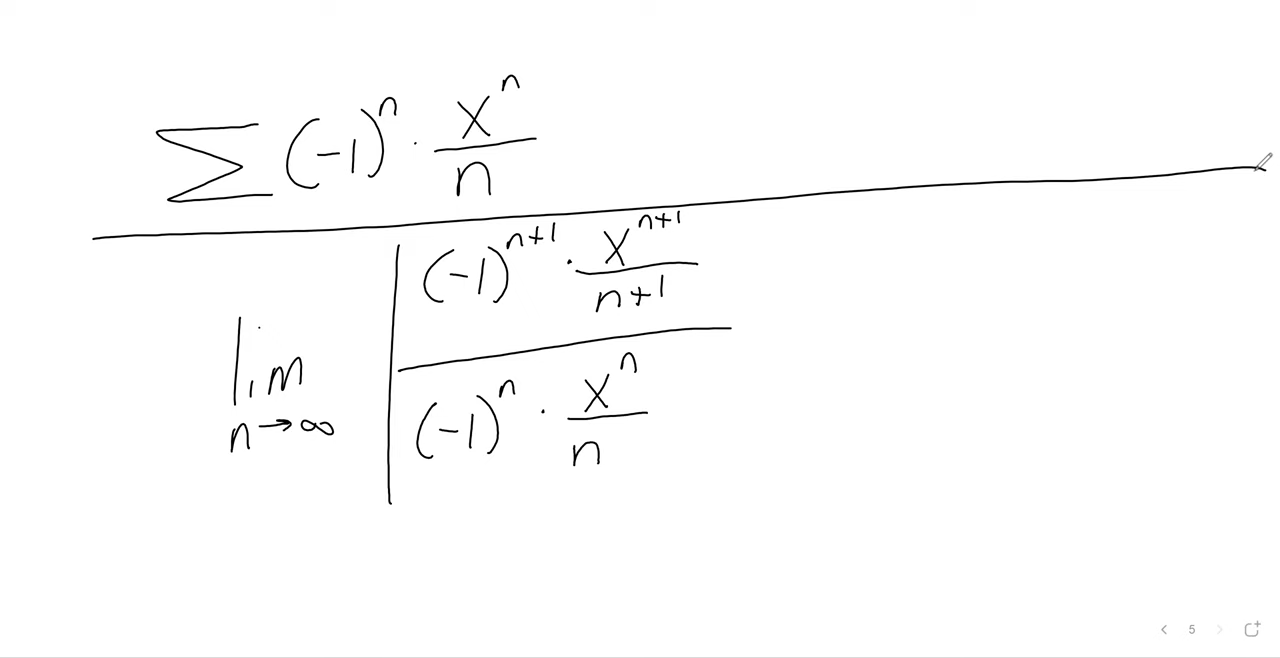 ∑ (-1)^n · x^n / n
lim n→∞ | (-1)^{n+1} · x^{n+1} / n+1
(-1)^n · x^n / n
< 5 >